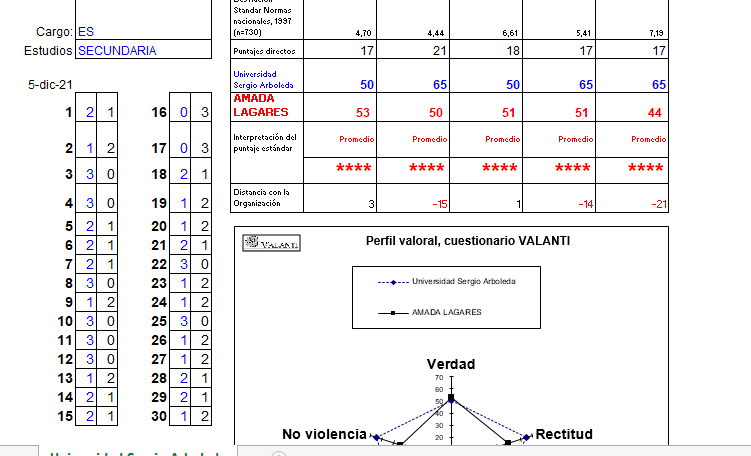 Standar Normas
nacionales, 1997
(n=730) 4,70 4,44 6,61 5,41 7,19
Cargo: ES
Estudios SECUNDARIA
Puntajes directos 17 21 18 17 17
5-dic-21
Universidad
Sergio Arboleda 50 65 50 65 65
AMADA
LAGARES 53 50 51 51 44
Interpretación del
puntaje estándar Promedio Promedio Promedio Promedio Promedio
**** **** **** **** ****
Distancia con la
Organización 3 -15 1 -14 -21
1 2 1 16 0 3
2 1 2 17 0 3
3 3 0 18 2 1
4 3 0 19 1 2
5 2 1 20 1 2
6 2 1 21 2 1
7 2 1 22 3 0
8 3 0 23 1 2
9 1 2 24 1 2
10 3 0 25 3 0
11 3 0 26 1 2
12 3 0 27 1 2
13 1 2 28 2 1
14 2 1 29 2 1
15 2 1 30 1 2
VALANTI
Perfil valoral, cuestionario VALANTI
Universidad Sergio Arboleda
AMADA LAGARES
Verdad
70
60
50
40
30
20
No violencia
Rectitud